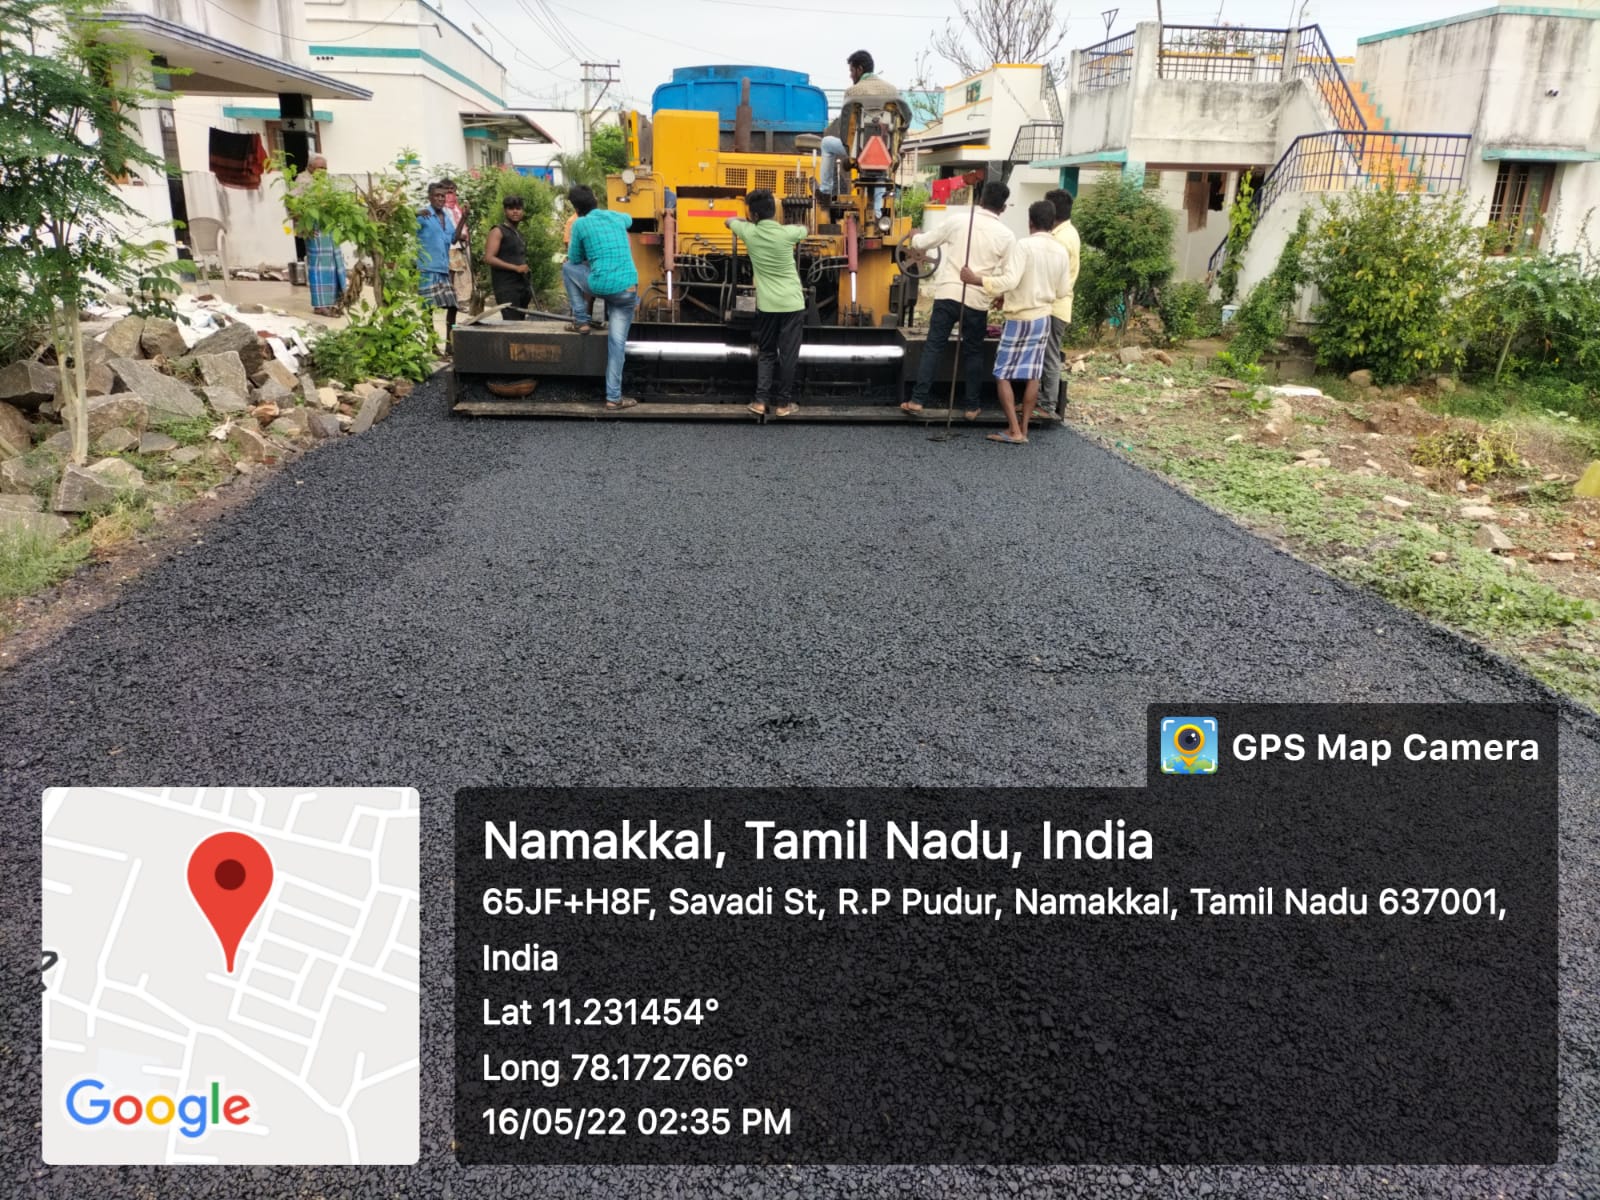 GPS Map Camera
Namakkal, Tamil Nadu, India
65JF+H8F, Savadi St, R.P Pudur, Namakkal, Tamil Nadu 637001,
India
Lat 11.231454°
Long 78.172766°
16/05/22 02:35 PM
Google